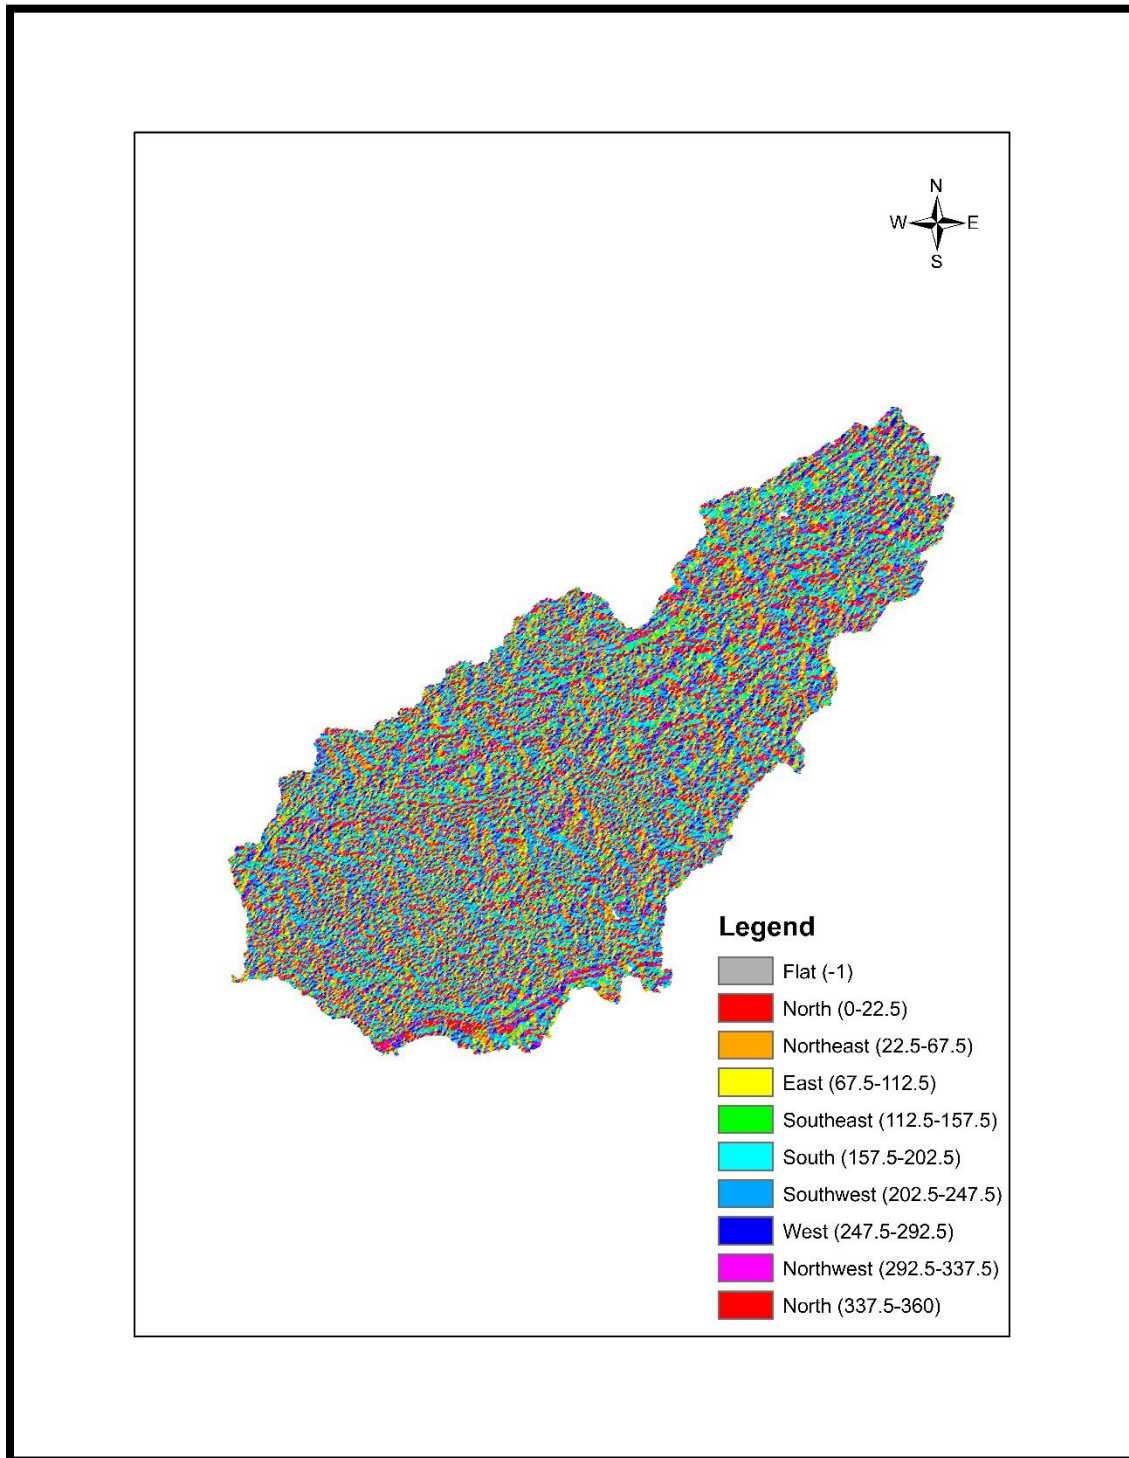 N
W E
S
Legend
Flat (-1)
North (0-22.5)
Northeast (22.5-67.5)
East (67.5-112.5)
Southeast (112.5-157.5)
South (157.5-202.5)
Southwest (202.5-247.5)
West (247.5-292.5)
Northwest (292.5-337.5)
North (337.5-360)